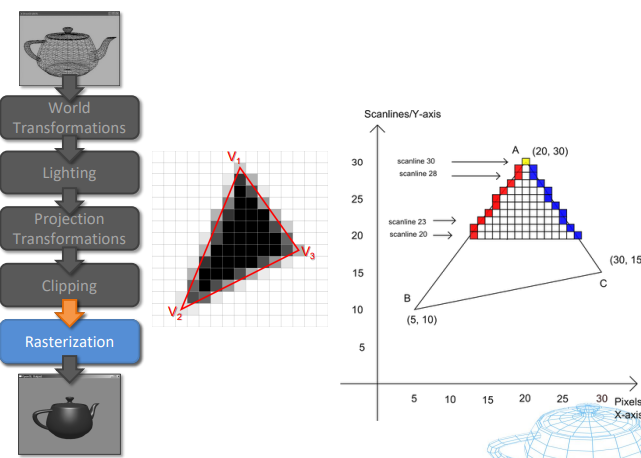 World
Transformations
Lighting
Projection
Transformations
Clipping
Rasterization
V1
V2
V3
Scanlines/Y-axis
A
(20, 30)
30
scanline 30
scanline 28
25
scanline 23
20
scanline 20
15
(30, 15
C
10
B
(5, 10)
5
5 10 15 20 25 30 Pixels
X-axis